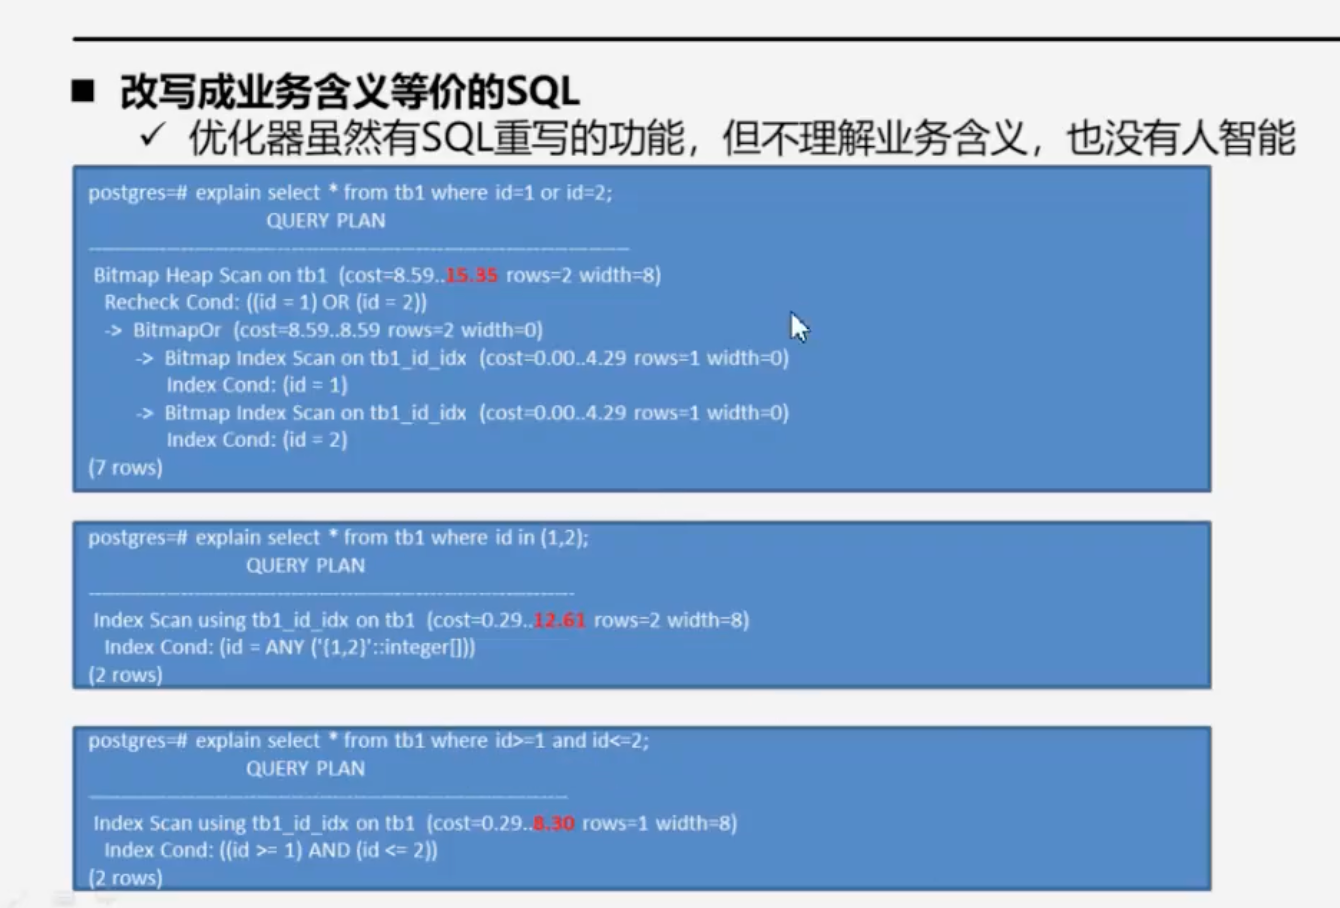 ■ 改写成业务含义等价的SQL
✓ 优化器虽然有SQL重写的功能，但不理解业务含义，也没有人智能
postgres=# explain select * from tb1 where id=1 or id=2;
QUERY PLAN
--------------------------------------------------------------------------------
Bitmap Heap Scan on tb1 (cost=8.59..15.35 rows=2 width=8)
Recheck Cond: ((id = 1) OR (id = 2))
-> BitmapOr (cost=8.59..8.59 rows=2 width=0)
-> Bitmap Index Scan on tb1_id_idx (cost=0.00..4.29 rows=1 width=0)
Index Cond: (id = 1)
-> Bitmap Index Scan on tb1_id_idx (cost=0.00..4.29 rows=1 width=0)
Index Cond: (id = 2)
(7 rows)
postgres=# explain select * from tb1 where id in (1,2);
QUERY PLAN
--------------------------------------------------------------------------------
Index Scan using tb1_id_idx on tb1 (cost=0.29..12.61 rows=2 width=8)
Index Cond: (id = ANY ('{1,2}'::integer[]))
(2 rows)
postgres=# explain select * from tb1 where id>=1 and id<=2;
QUERY PLAN
--------------------------------------------------------------------------------
Index Scan using tb1_id_idx on tb1 (cost=0.29..8.30 rows=1 width=8)
Index Cond: ((id >= 1) AND (id <= 2))
(2 rows)